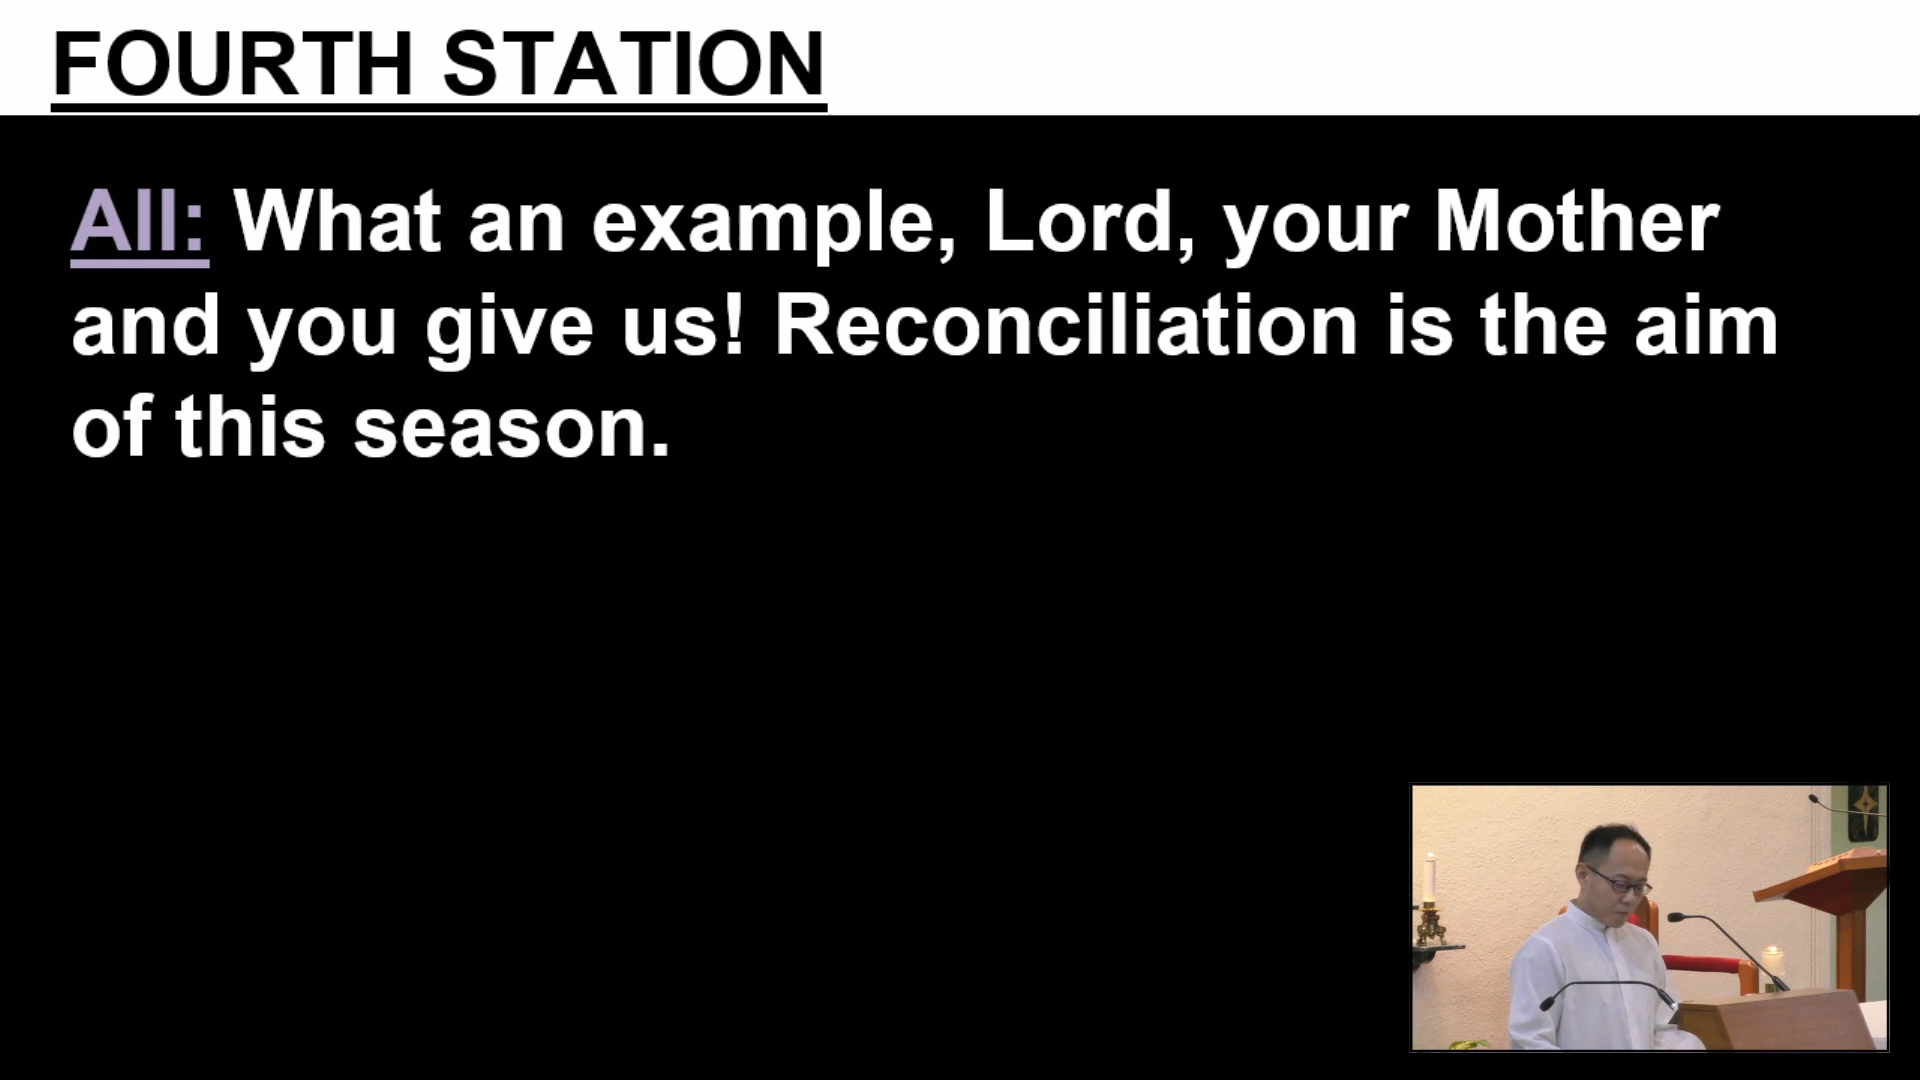 FOURTH STATION
All: What an example, Lord, your Mother
and you give us! Reconciliation is the aim
of this season.